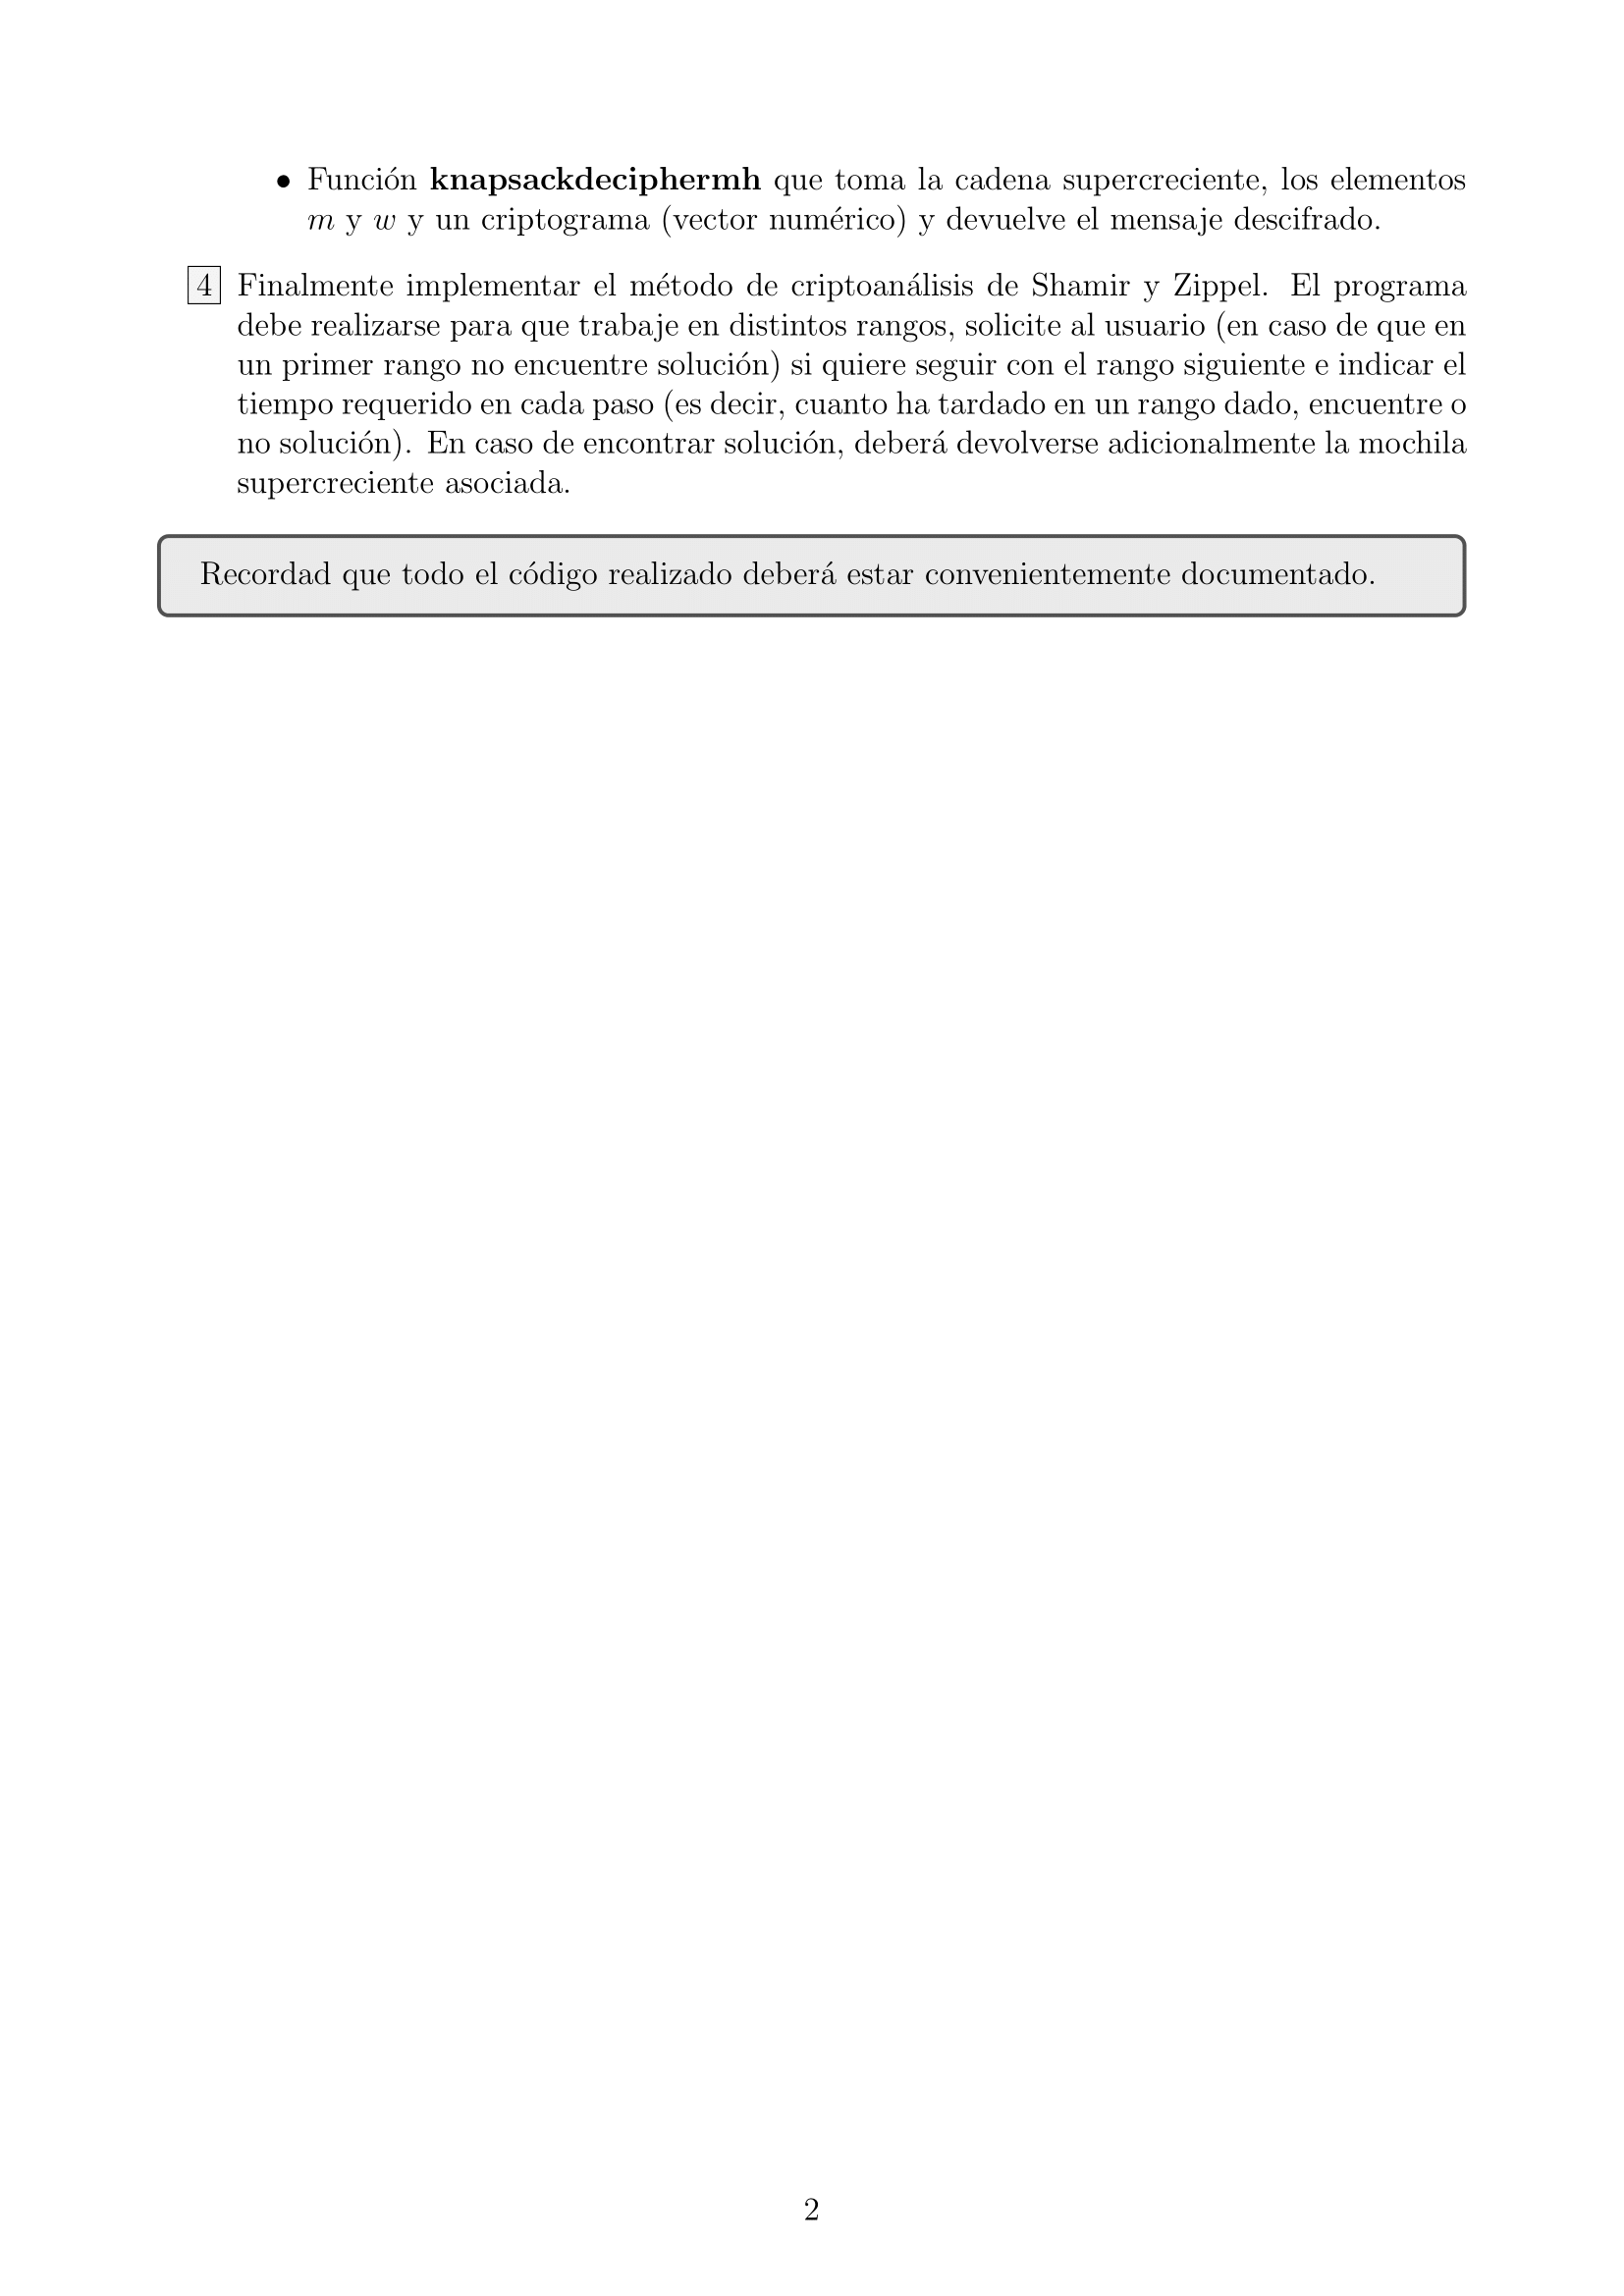 • Función knapsackdeciphermh que toma la cadena supercreciente, los elementos
m y w y un criptograma (vector numérico) y devuelve el mensaje descifrado.
4 Finalmente implementar el método de criptoanálisis de Shamir y Zippel. El programa
debe realizarse para que trabaje en distintos rangos, solicite al usuario (en caso de que en
un primer rango no encuentre solución) si quiere seguir con el rango siguiente e indicar el
tiempo requerido en cada paso (es decir, cuanto ha tardado en un rango dado, encuentre o
no solución). En caso de encontrar solución, deberá devolverse adicionalmente la mochila
supercreciente asociada.
Recordad que todo el código realizado deberá estar convenientemente documentado.
2